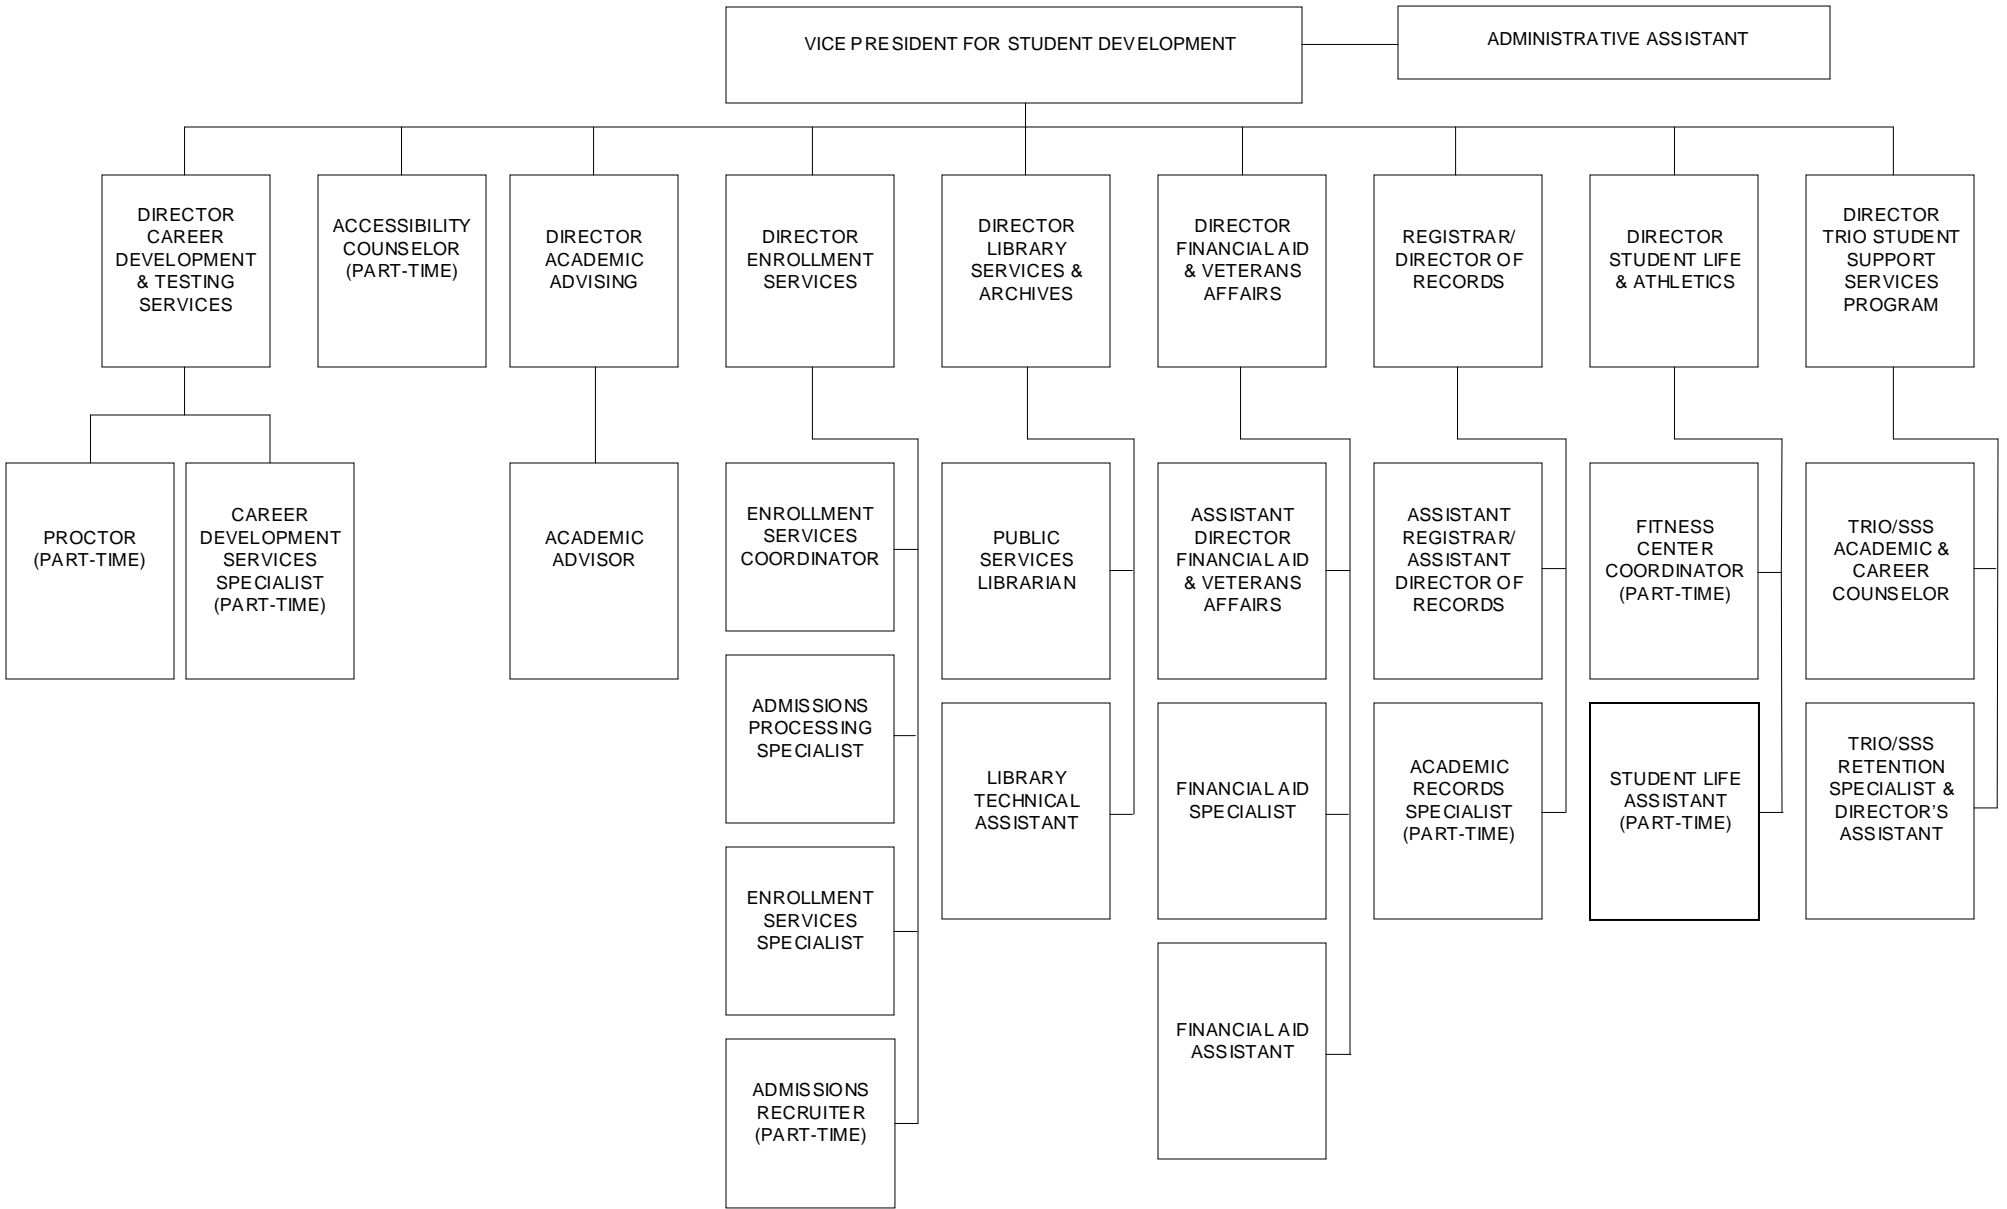 VICE PRESIDENT FOR STUDENT DEVELOPMENT
ADMINISTRATIVE ASSISTANT
DIRECTOR
CAREER
DEVELOPMENT
& TESTING
SERVICES
ACCESSIBILITY
COUNSELOR
(PART-TIME)
DIRECTOR
ACADEMIC
ADVISING
DIRECTOR
ENROLLMENT
SERVICES
DIRECTOR
LIBRARY
SERVICES &
ARCHIVES
DIRECTOR
FINANCIAL AID
& VETERANS
AFFAIRS
REGISTRAR/
DIRECTOR OF
RECORDS
DIRECTOR
STUDENT LIFE
& ATHLETICS
DIRECTOR
TRIO STUDENT
SUPPORT
SERVICES
PROGRAM
PROCTOR
(PART-TIME)
CAREER
DEVELOPMENT
SERVICES
SPECIALIST
(PART-TIME)
ACADEMIC
ADVISOR
ENROLLMENT
SERVICES
COORDINATOR
PUBLIC
SERVICES
LIBRARIAN
ASSISTANT
DIRECTOR
FINANCIAL AID
& VETERANS
AFFAIRS
ASSISTANT
REGISTRAR/
ASSISTANT
DIRECTOR OF
RECORDS
FITNESS
CENTER
COORDINATOR
(PART-TIME)
TRIO/SSS
ACADEMIC &
CAREER
COUNSELOR
ADMISSIONS
PROCESSING
SPECIALIST
LIBRARY
TECHNICAL
ASSISTANT
FINANCIAL AID
SPECIALIST
ACADEMIC
RECORDS
SPECIALIST
(PART-TIME)
STUDENT LIFE
ASSISTANT
(PART-TIME)
TRIO/SSS
RETENTION
SPECIALIST &
DIRECTOR’S
ASSISTANT
ENROLLMENT
SERVICES
SPECIALIST
FINANCIAL AID
ASSISTANT
ADMISSIONS
RECRUITER
(PART-TIME)